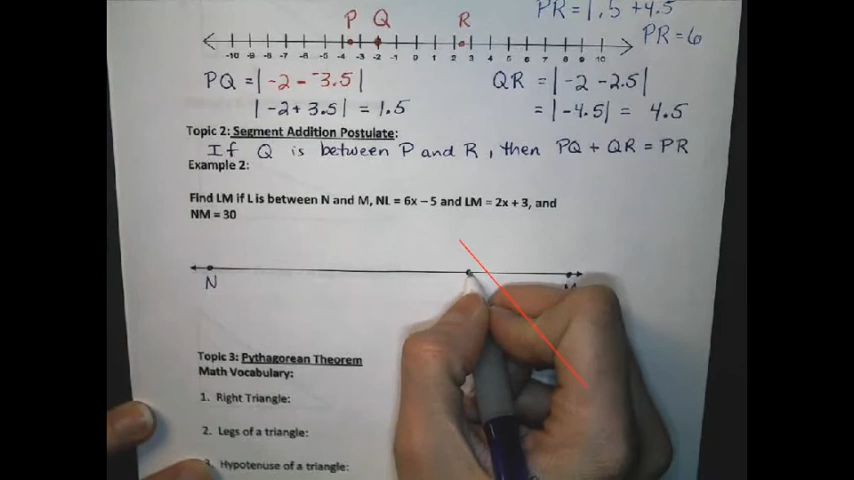 PR = |1.5 + 4.5
P Q R
PR = 6
-10 -9 -8 -7 -6 -5 -4 -3 -2 -1 0 1 2 3 4 5 6 7 8 9 10
PQ = |-2 - -3.5| QR = |-2 -2.5|
|-2 + 3.5| = 1.5 = |-4.5| = 4.5
Topic 2: Segment Addition Postulate:
If Q is between P and R, then PQ + QR = PR
Example 2:
Find LM if L is between N and M, NL = 6x – 5 and LM = 2x + 3, and
NM = 30
N
Topic 3: Pythagorean Theorem
Math Vocabulary:
1. Right Triangle:
2. Legs of a triangle:
3. Hypotenuse of a triangle: